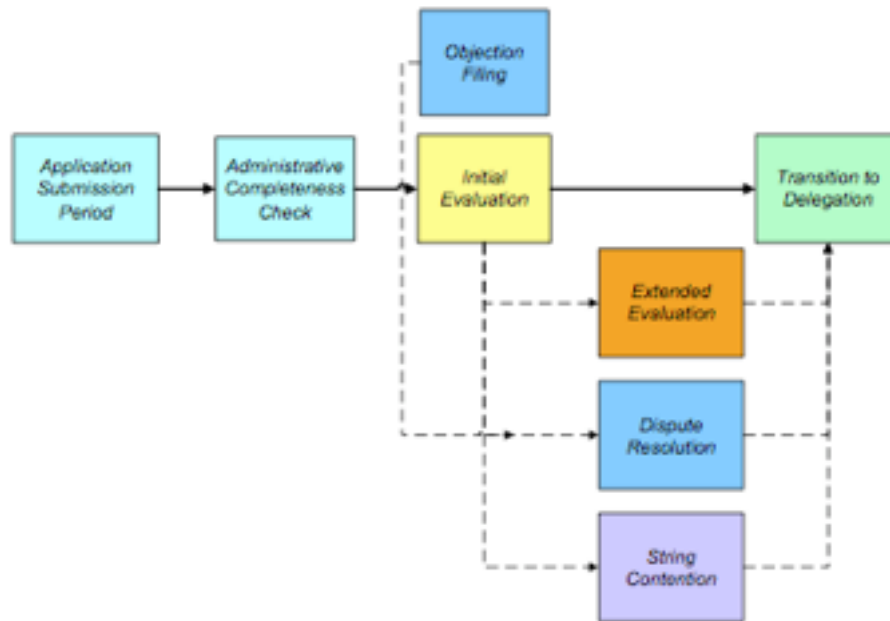 Objection
Filing
Application
Submission
Period
Administrative
Completeness
Check
Initial
Evaluation
Transition to
Delegation
Extended
Evaluation
Dispute
Resolution
String
Contention